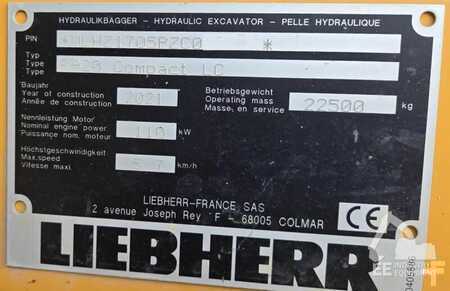 HYDRAULIKBAGGER - HYDRAULIC EXCAVATOR - PELLE HYDRAULIQUE
PIN *
Typ
Type Compact LC
Type
Baujahr
Year of construction 2021
Année de construction
Betriebsgewicht
Operating mass 22500 kg
Masse en service
Nennleistung Motor
Nominal engine power 110 kW
Puissance nom. moteur
Höchstgeschwindigkeit
Max.speed km/h
Vitesse maxi.
LIEBHERR-FRANCE SAS
2 avenue Joseph Rey F - 68005 COLMAR
CE
LIEBHERR